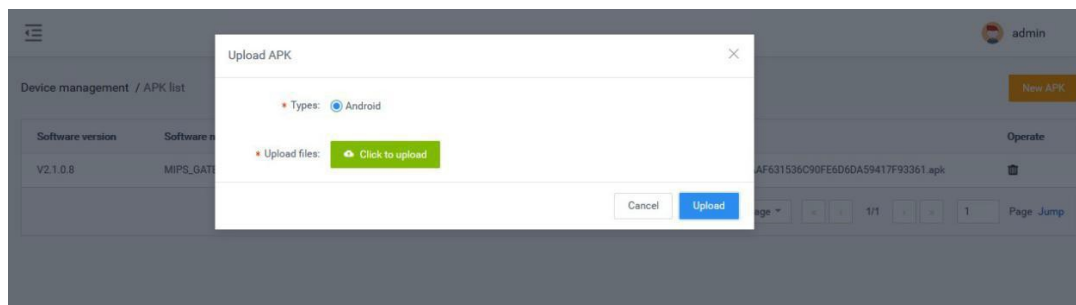 admin
Upload APK
Device management / APK list
New APK
* Types: Android
Software version Software Operate
* Upload files: Click to upload
V2.1.0.8 AF631536C90FE6D6DA59417F93361.apk
Cancel Upload
1/1 1 Page Jump